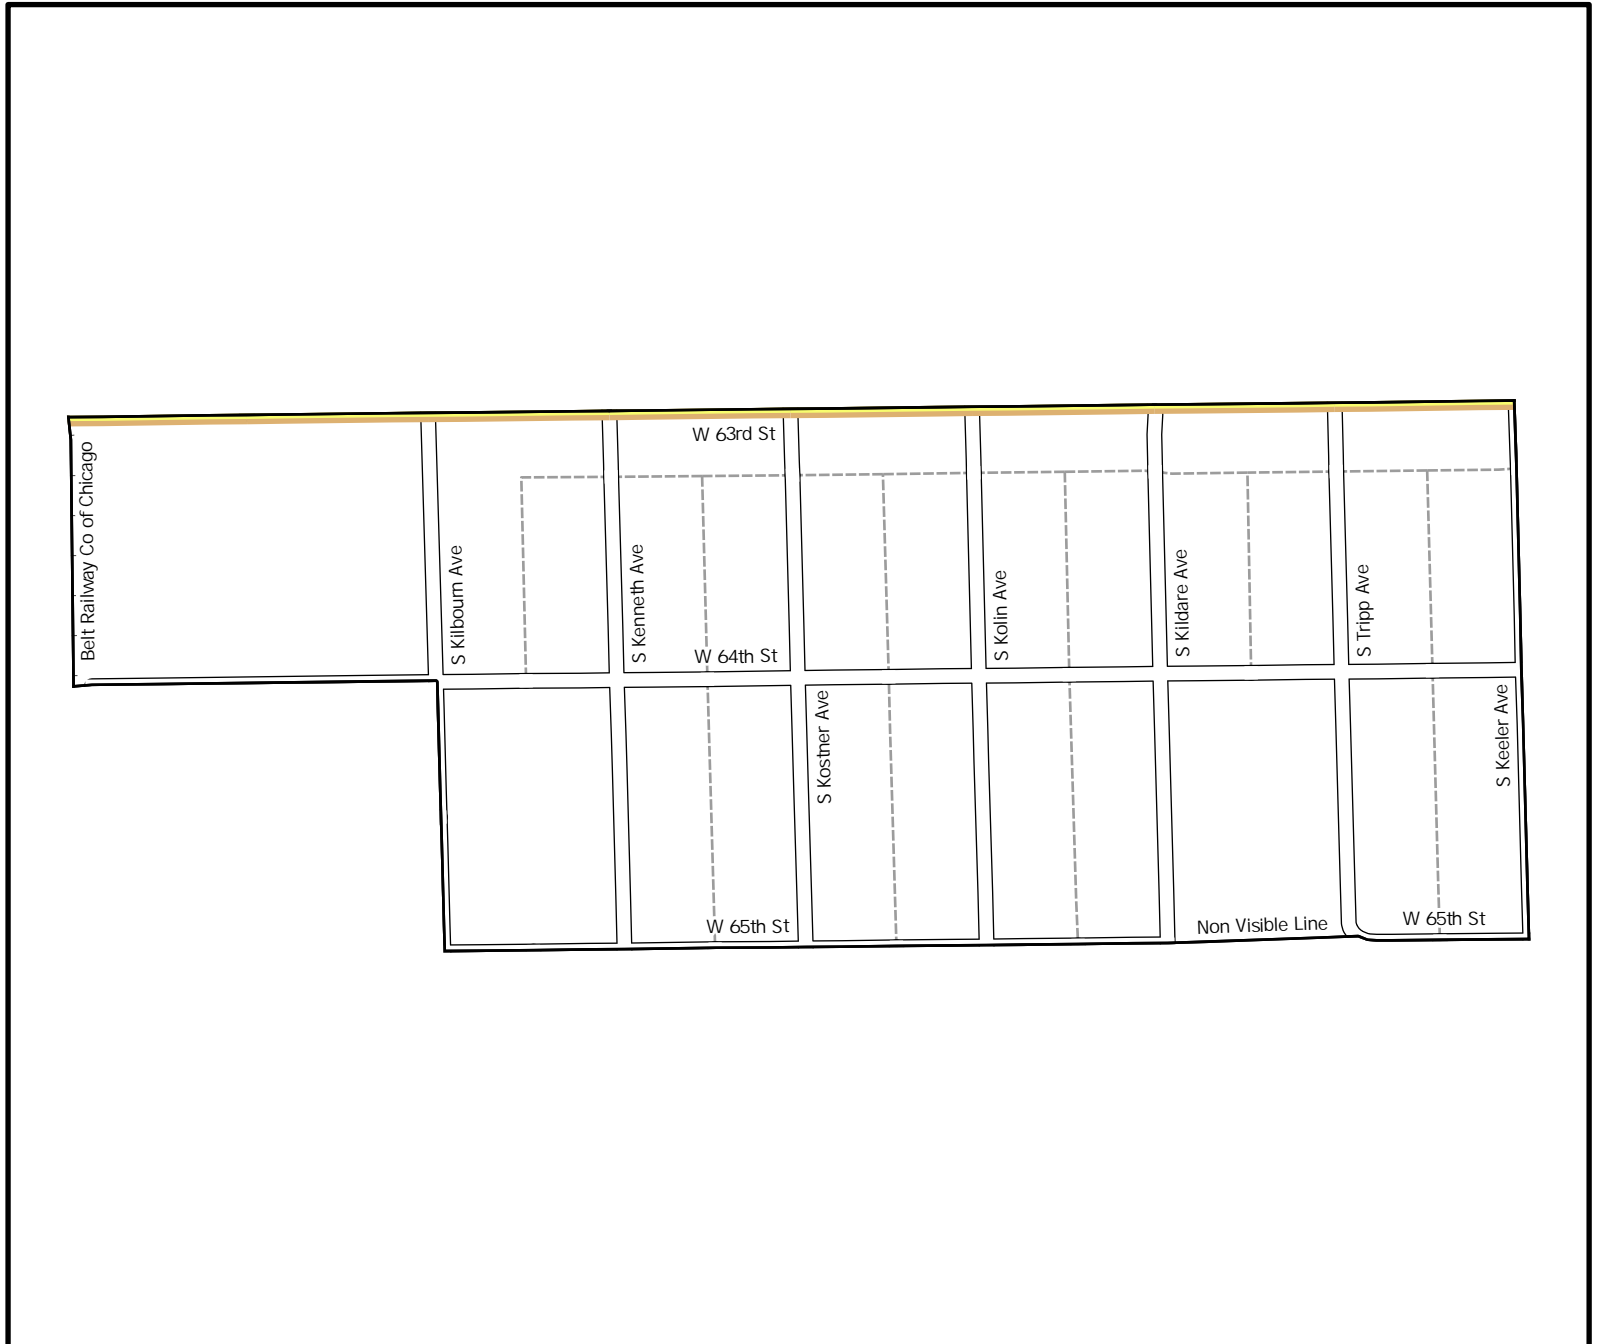 W 63rd St
Belt Railway Co of Chicago
S Kilbourn Ave
S Kenneth Ave
S Kolin Ave
S Kildare Ave
S Tripp Ave
W 64th St
S Kostner Ave
S Keeler Ave
W 65th St
Non Visible Line
W 65th St